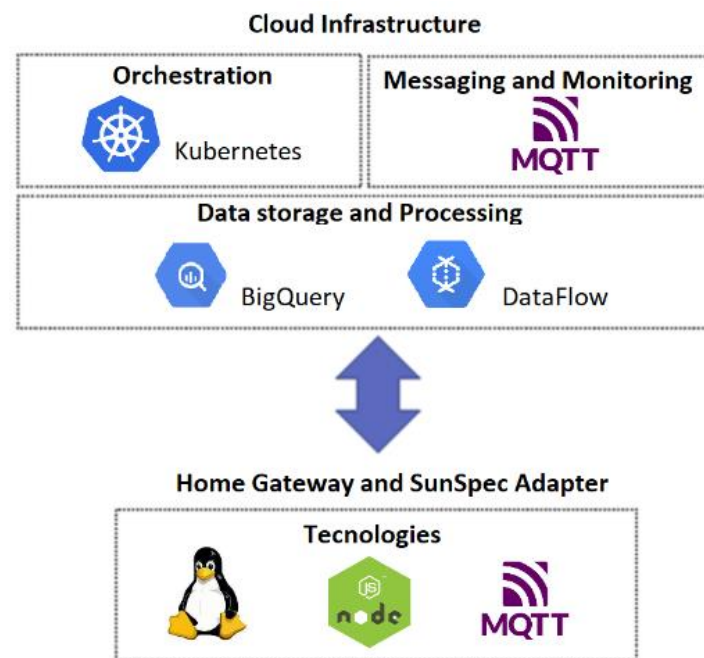 Cloud Infrastructure
Orchestration
Kubernetes
Messaging and Monitoring
MQTT
Data storage and Processing
BigQuery
DataFlow
Home Gateway and SunSpec Adapter
Tecnologies
JS
node
MQTT